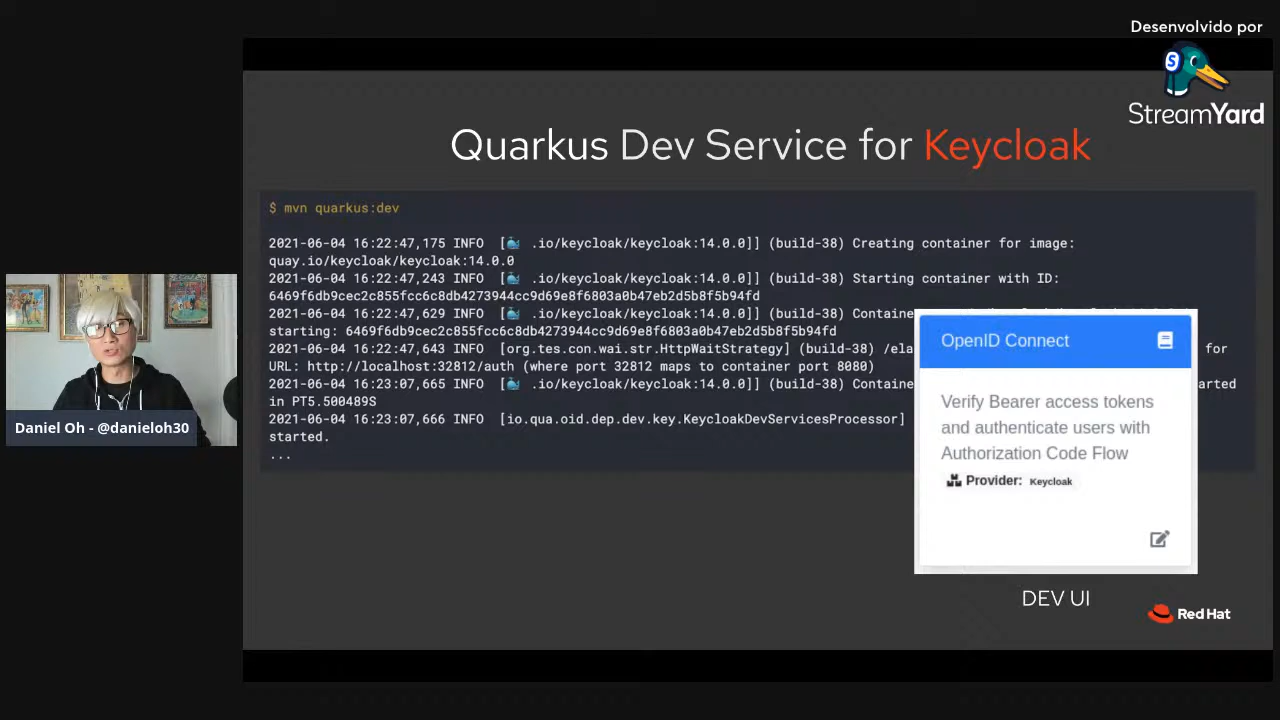 Desenvolvido por
S
StreamYard
Quarkus Dev Service for Keycloak
$ mvn quarkus:dev
2021-06-04 16:22:47,175 INFO [🐳 .io/keycloak/keycloak:14.0.0]] (build-38) Creating container for image:
quay.io/keycloak/keycloak:14.0.0
2021-06-04 16:22:47,243 INFO [🐳 .io/keycloak/keycloak:14.0.0]] (build-38) Starting container with ID:
6469f6db9cec2c855fcc6c8db4273944cc9d69e8f6803a0b47eb2d5b8f5b94fd
2021-06-04 16:22:47,629 INFO [🐳 .io/keycloak/keycloak:14.0.0]] (build-38) Containe
starting: 6469f6db9cec2c855fcc6c8db4273944cc9d69e8f6803a0b47eb2d5b8f5b94fd
2021-06-04 16:22:47,643 INFO [org.tes.con.wai.str.HttpWaitStrategy] (build-38) /ela for
URL: http://localhost:32812/auth (where port 32812 maps to container port 8080)
2021-06-04 16:23:07,665 INFO [🐳 .io/keycloak/keycloak:14.0.0]] (build-38) Containe arted
in PT5.500489S
2021-06-04 16:23:07,666 INFO [io.qua.oid.dep.dev.key.KeycloakDevServicesProcessor]
started.
...
OpenID Connect
Verify Bearer access tokens
and authenticate users with
Authorization Code Flow
Provider: Keycloak
DEV UI
Red Hat
Daniel Oh - @danieloh30